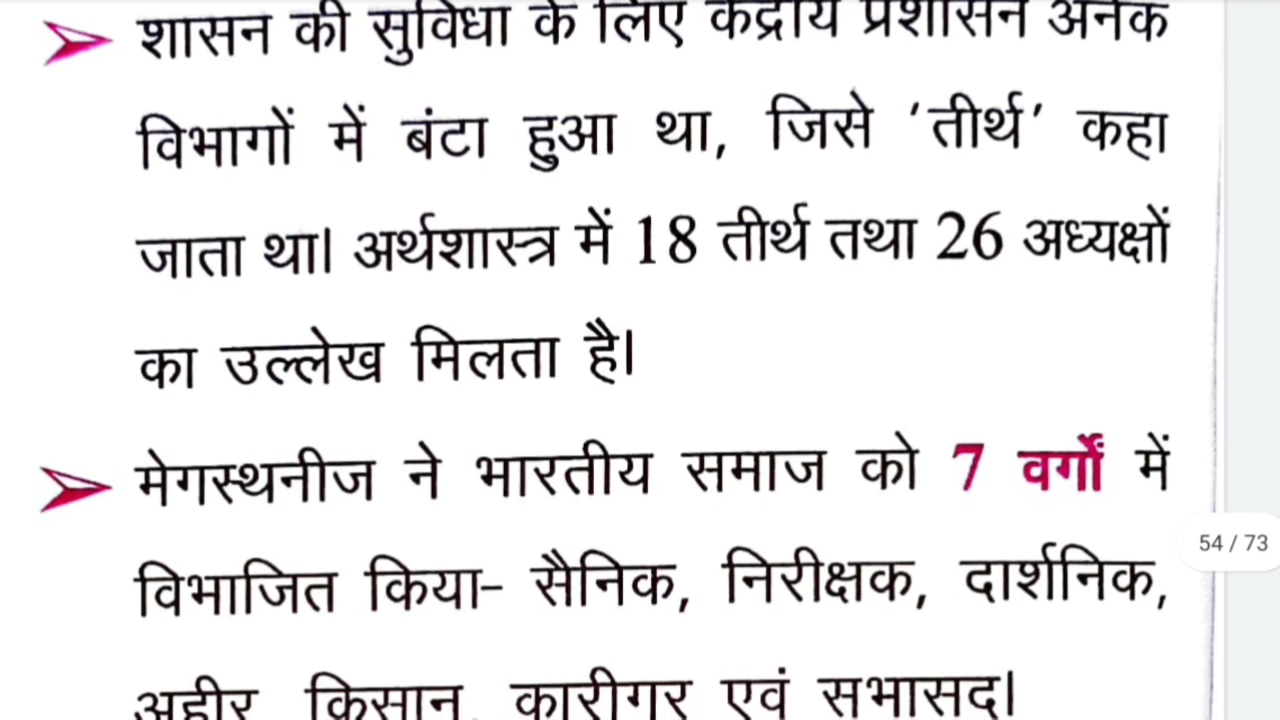 शासन की सुविधा के लिए केंद्रीय प्रशासन अनेक
विभागों में बंटा हुआ था, जिसे ‘तीर्थ’ कहा
जाता था। अर्थशास्त्र में 18 तीर्थ तथा 26 अध्यक्षों
का उल्लेख मिलता है।
मेगस्थनीज ने भारतीय समाज को 7 वर्गों में
विभाजित किया– सैनिक, निरीक्षक, दार्शनिक,
अहीर, किसान, कारीगर एवं सभासद।
54 / 73